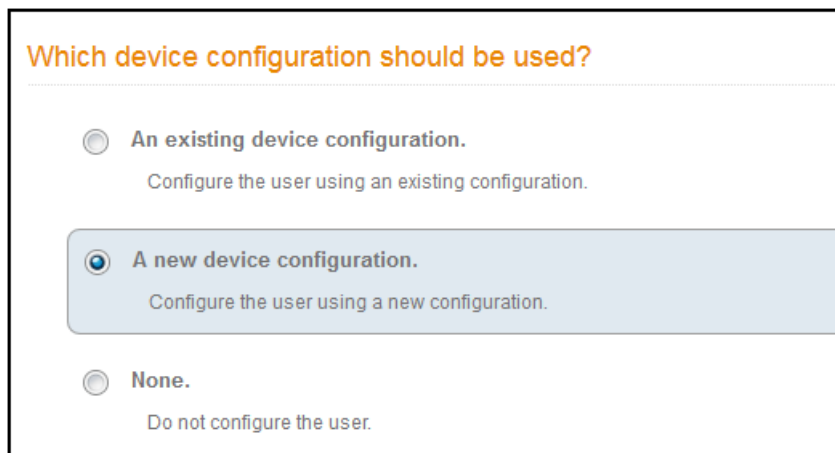 Which device configuration should be used?
An existing device configuration.
Configure the user using an existing configuration.
A new device configuration.
Configure the user using a new configuration.
None.
Do not configure the user.